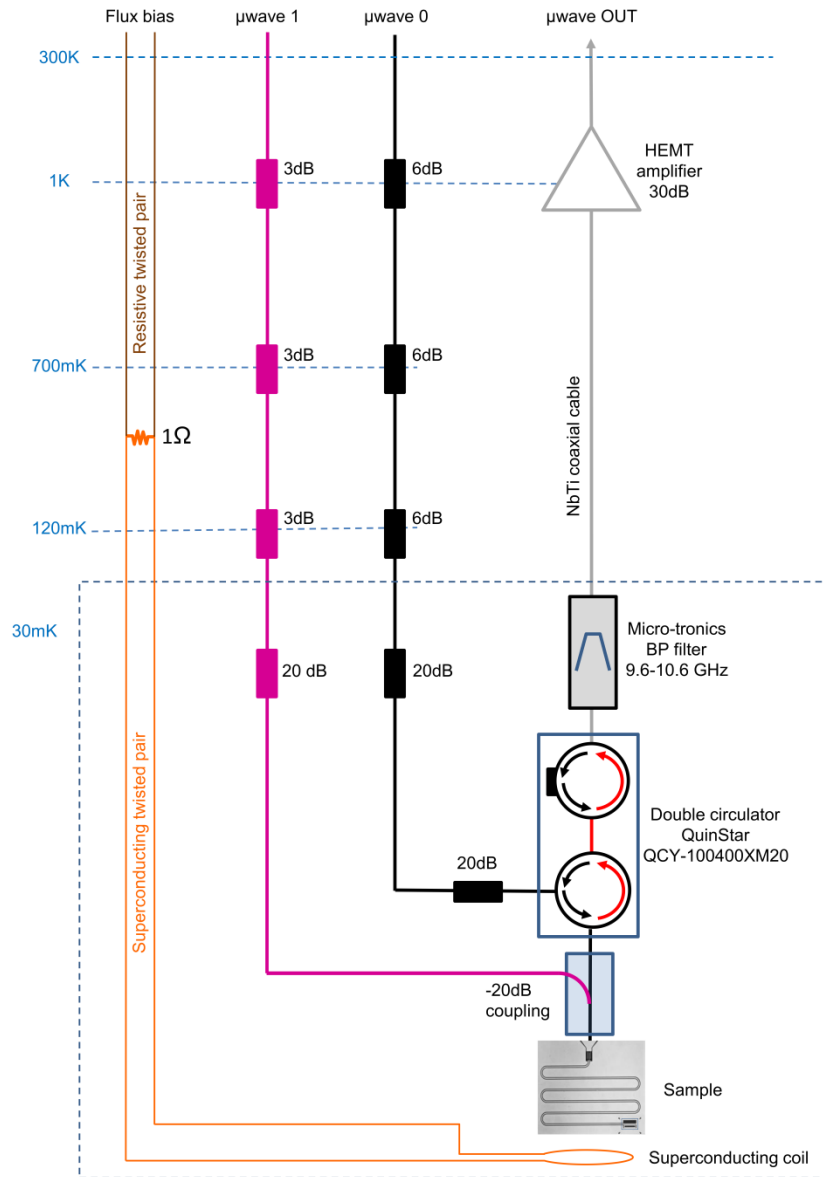 Flux bias
µwave 1
µwave 0
µwave OUT
300K
3dB
6dB
HEMT
amplifier
30dB
1K
Resistive twisted pair
3dB
6dB
700mK
1Ω
NbTi coaxial cable
3dB
6dB
120mK
30mK
Micro-tronics
BP filter
9.6-10.6 GHz
20 dB
20dB
Superconducting twisted pair
Double circulator
QuinStar
QCY-100400XM20
20dB
-20dB
coupling
Sample
Superconducting coil